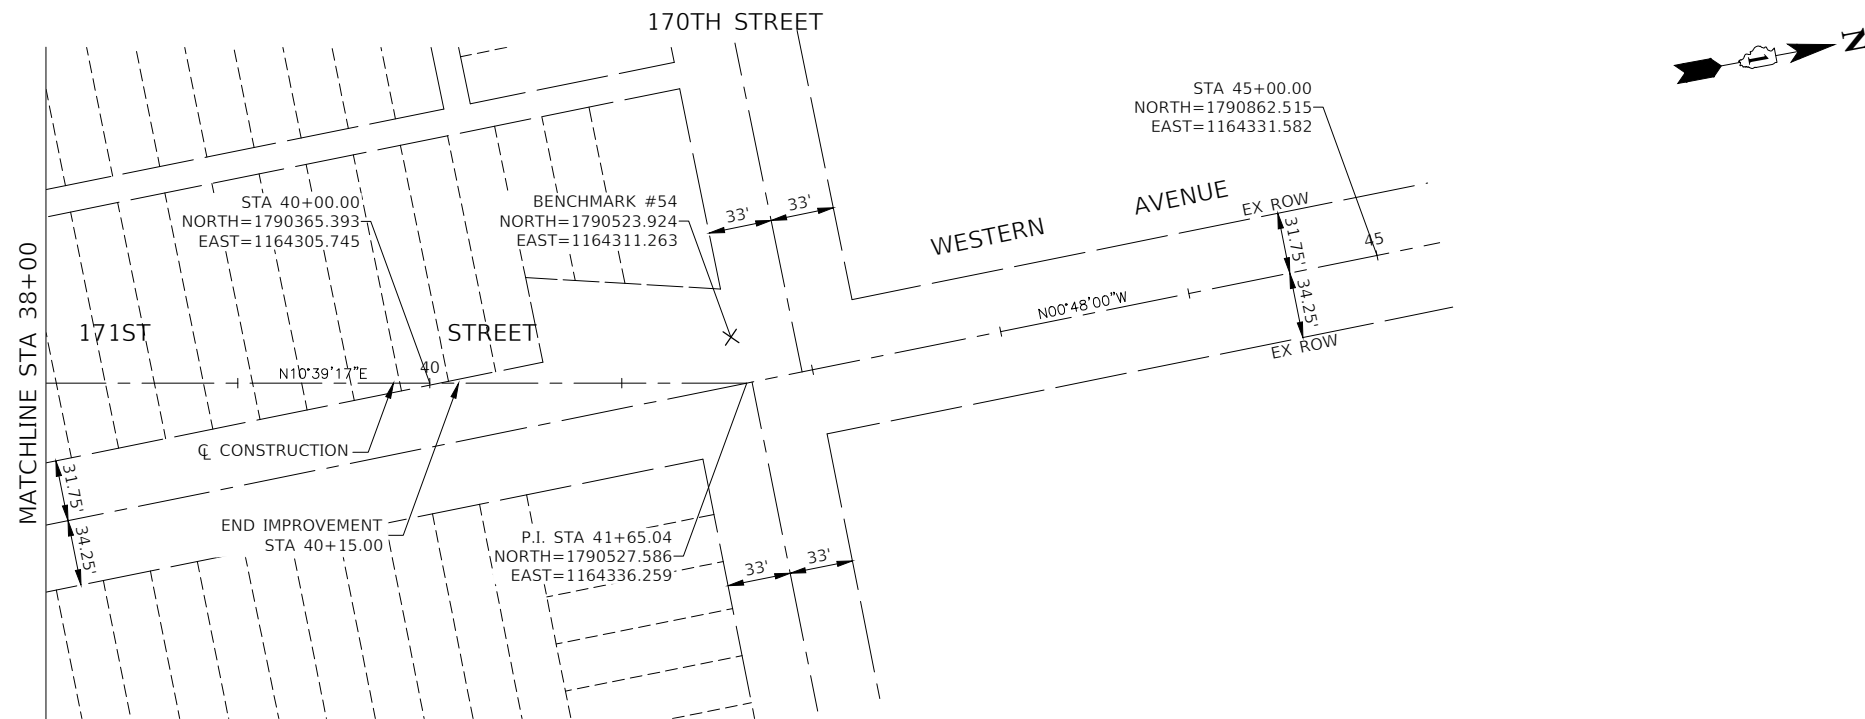 170TH STREET
N
1
STA 45+00.00
NORTH=1790862.515
EAST=1164331.582
STA 40+00.00
NORTH=1790365.393
EAST=1164305.745
BENCHMARK #54
NORTH=1790523.924
EAST=1164311.263
33'
33'
WESTERN AVENUE
EX ROW
31.75'
34.25'
45
EX ROW
N00°48'00"W
MATCHLINE STA 38+00
171ST STREET
N10°39'17"E
40
℄ CONSTRUCTION
31.75'
34.25'
END IMPROVEMENT
STA 40+15.00
P.I. STA 41+65.04
NORTH=1790527.586
EAST=1164336.259
33'
33'